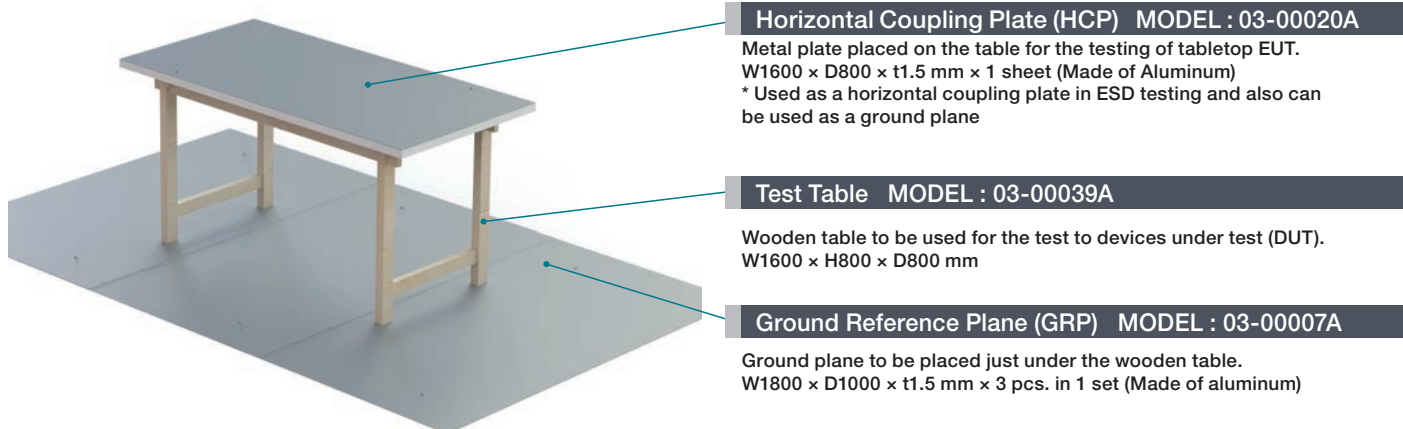 Horizontal Coupling Plate (HCP) MODEL : 03-00020A
Metal plate placed on the table for the testing of tabletop EUT.
W1600 × D800 × t1.5 mm × 1 sheet (Made of Aluminum)
* Used as a horizontal coupling plate in ESD testing and also can
be used as a ground plane
Test Table MODEL : 03-00039A
Wooden table to be used for the test to devices under test (DUT).
W1600 × H800 × D800 mm
Ground Reference Plane (GRP) MODEL : 03-00007A
Ground plane to be placed just under the wooden table.
W1800 × D1000 × t1.5 mm × 3 pcs. in 1 set (Made of aluminum)